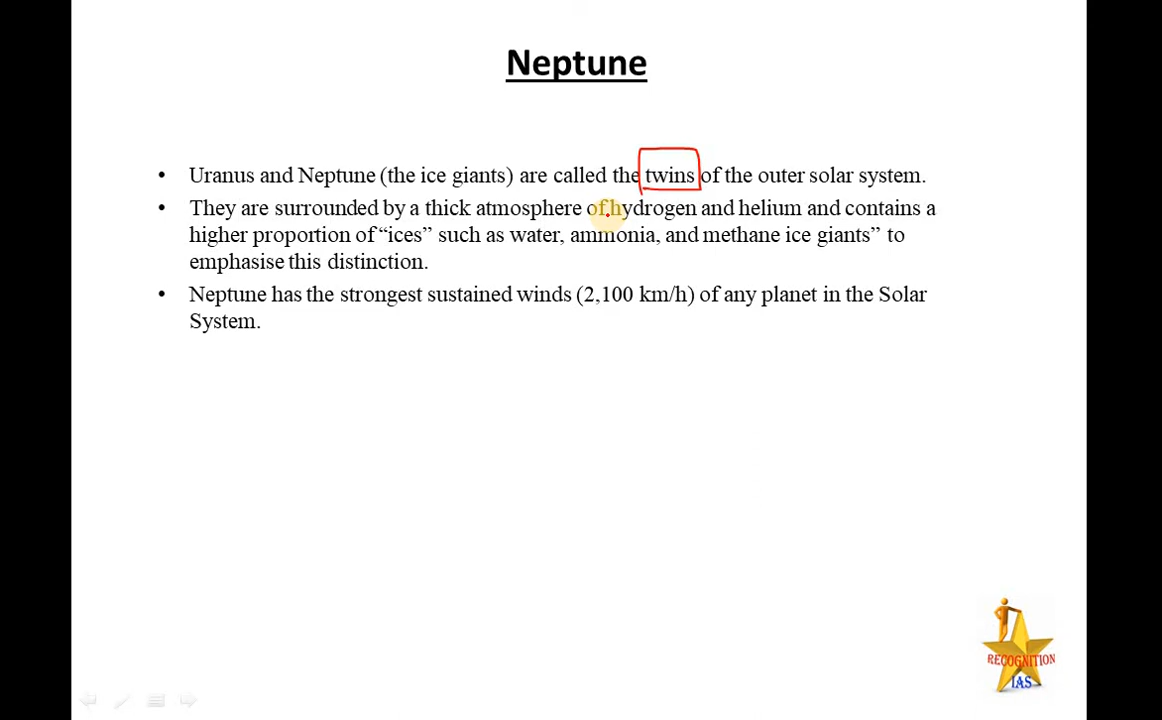 Neptune
• Uranus and Neptune (the ice giants) are called the twins of the outer solar system.
• They are surrounded by a thick atmosphere of hydrogen and helium and contains a
higher proportion of “ices” such as water, ammonia, and methane ice giants” to
emphasise this distinction.
• Neptune has the strongest sustained winds (2,100 km/h) of any planet in the Solar
System.
RECOGNITION
IAS